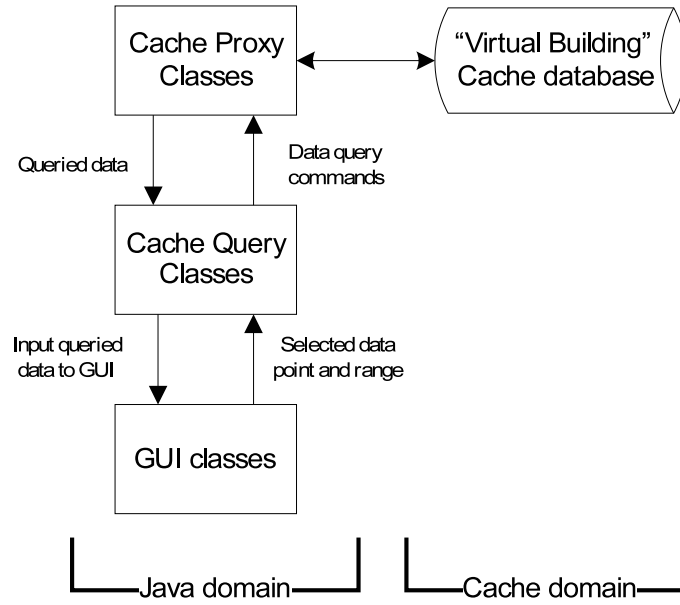 Cache Proxy
Classes
“Virtual Building”
Cache database
Queried data
Data query
commands
Cache Query
Classes
Input queried
data to GUI
Selected data
point and range
GUI classes
Java domain
Cache domain